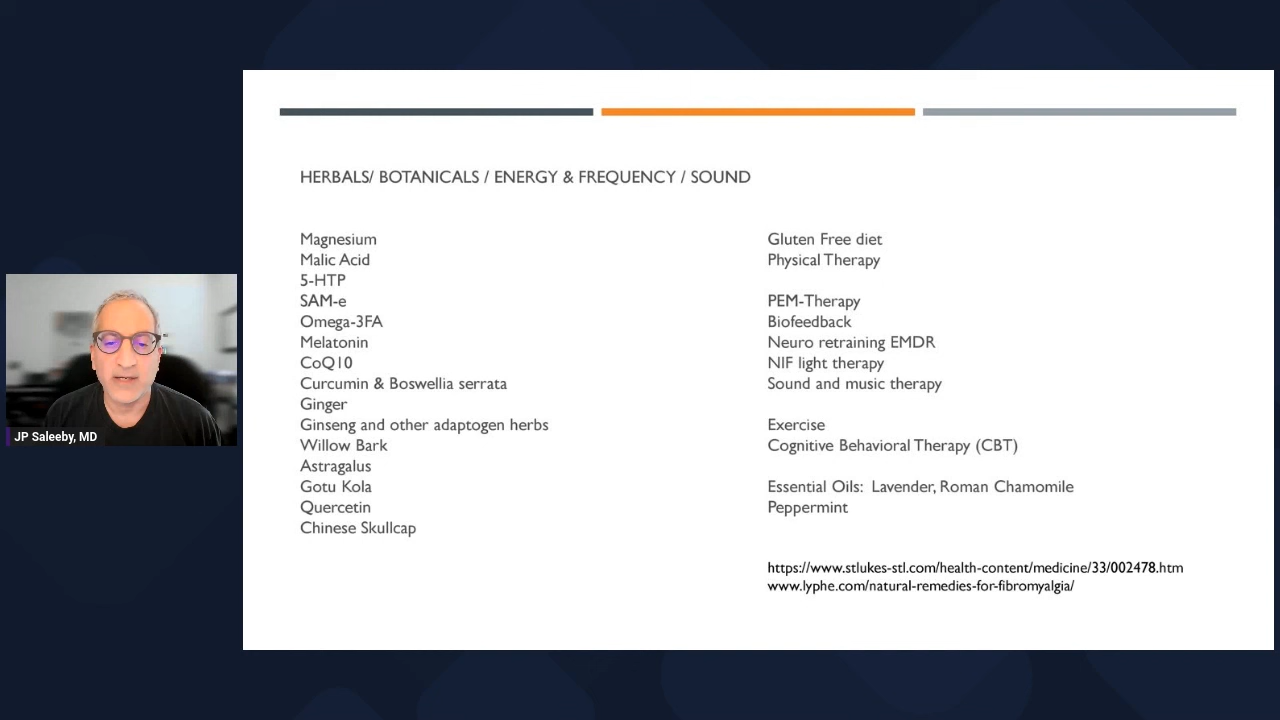 HERBALS/ BOTANICALS / ENERGY & FREQUENCY / SOUND
Magnesium
Malic Acid
5-HTP
SAM-e
Omega-3FA
Melatonin
CoQ10
Curcumin & Boswellia serrata
Ginger
Ginseng and other adaptogen herbs
Willow Bark
Astragalus
Gotu Kola
Quercetin
Chinese Skullcap
Gluten Free diet
Physical Therapy
PEM-Therapy
Biofeedback
Neuro retraining EMDR
NIF light therapy
Sound and music therapy
Exercise
Cognitive Behavioral Therapy (CBT)
Essential Oils: Lavender, Roman Chamomile
Peppermint
https://www.stlukes-stl.com/health-content/medicine/33/002478.htm
www.lyphe.com/natural-remedies-for-fibromyalgia/
JP Saleeby, MD